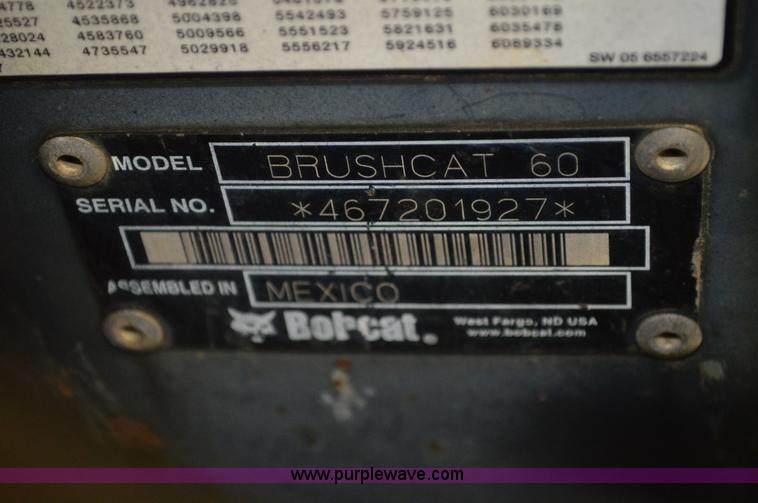 4522373
4535868 5004398 5542493 5759125 6030169
28024 4583760 5009566 5551523 5821631 6035476
432144 4735547 5029918 5556217 5924516 6089334
SW 05 6557224
MODEL BRUSHCAT 60
SERIAL NO. *467201927*
ASSEMBLED IN MEXICO
Bobcat. West Fargo, ND USA
www.bobcat.com
www.purplewave.com